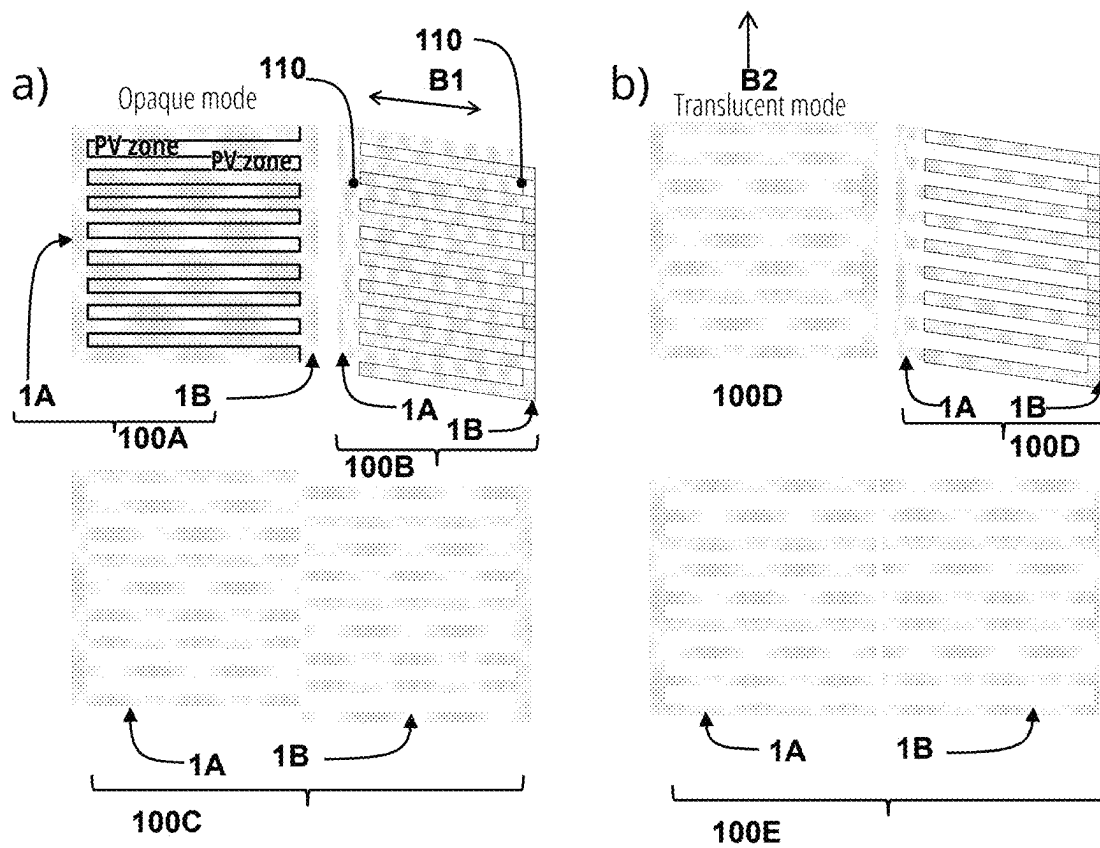 a)
Opaque mode
110
B1
110
PV zone
PV zone
1A
1B
100A
1A
1B
100B
1A
1B
100C
b)
B2
Translucent mode
100D
1A
1B
100D
1A
1B
100E